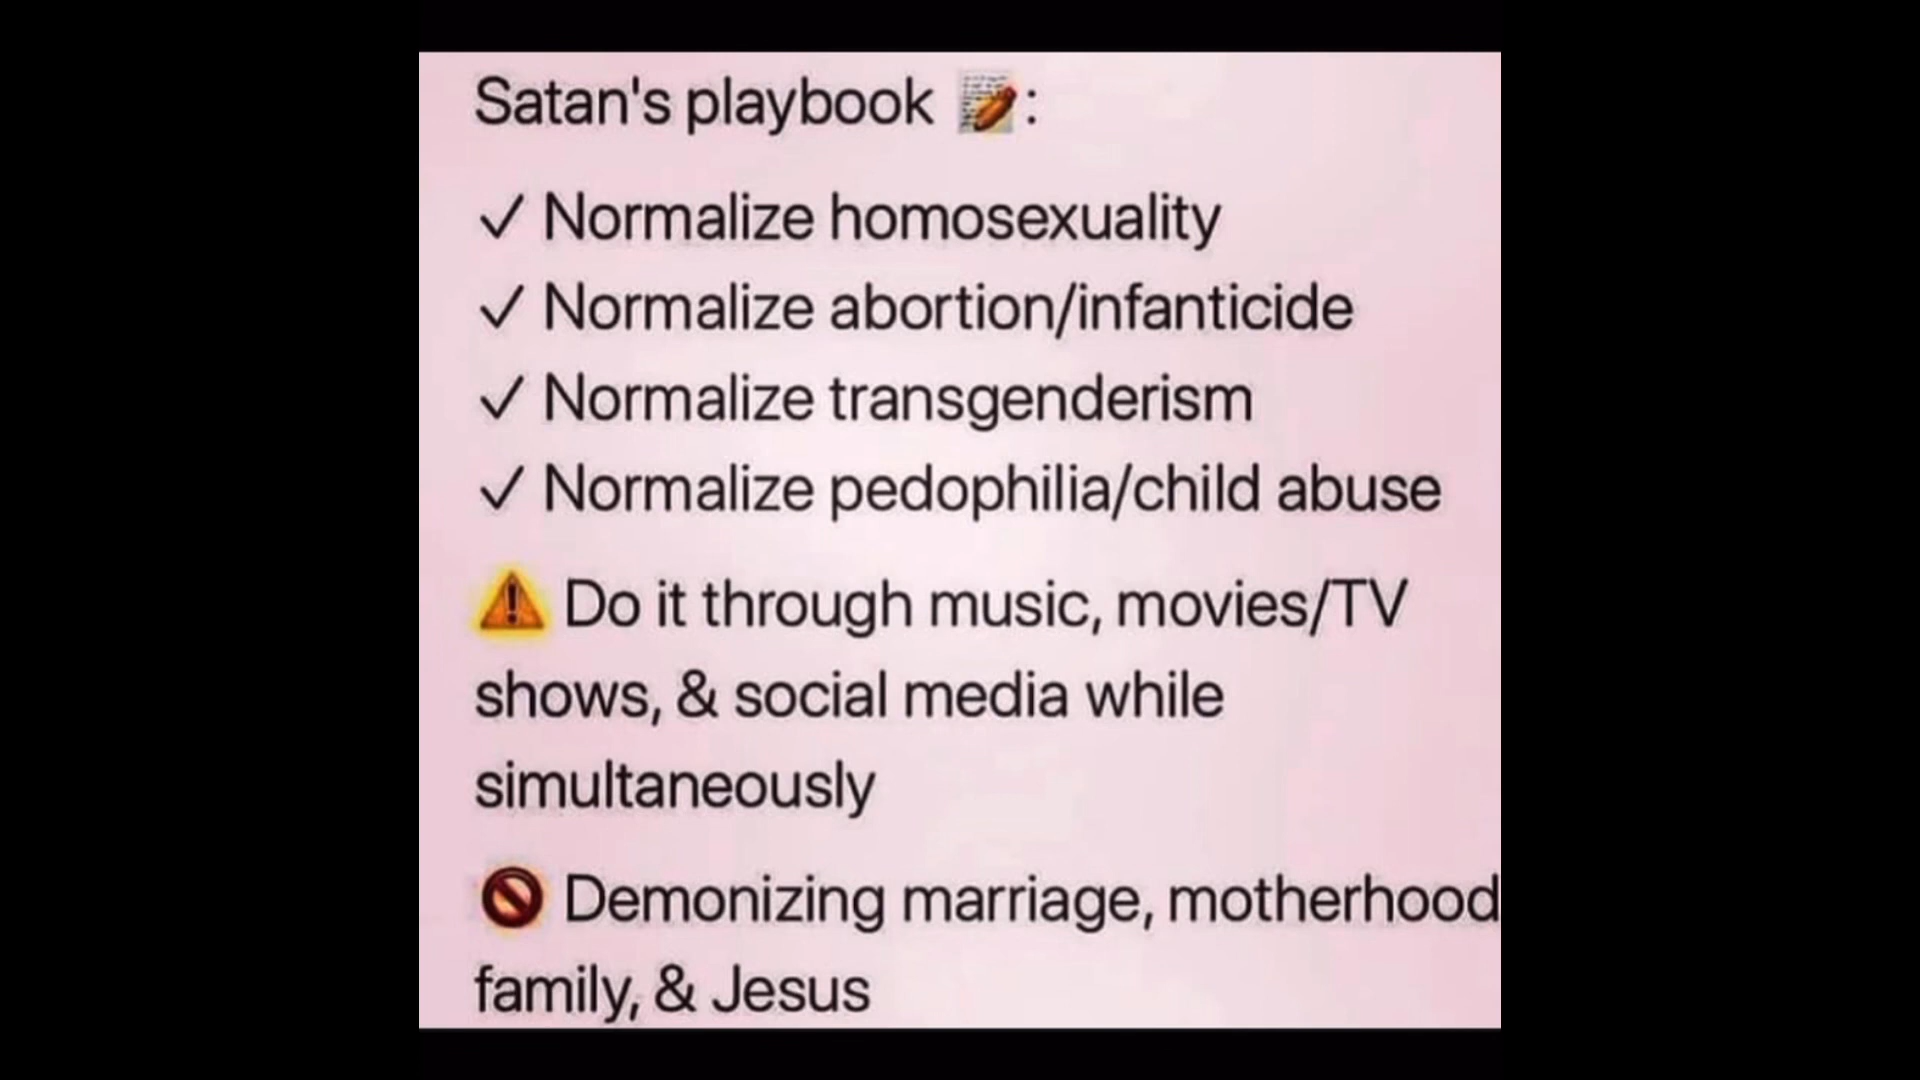 Satan's playbook 📝:
✓ Normalize homosexuality
✓ Normalize abortion/infanticide
✓ Normalize transgenderism
✓ Normalize pedophilia/child abuse
⚠️ Do it through music, movies/TV
shows, & social media while
simultaneously
🚫 Demonizing marriage, motherhood
family, & Jesus